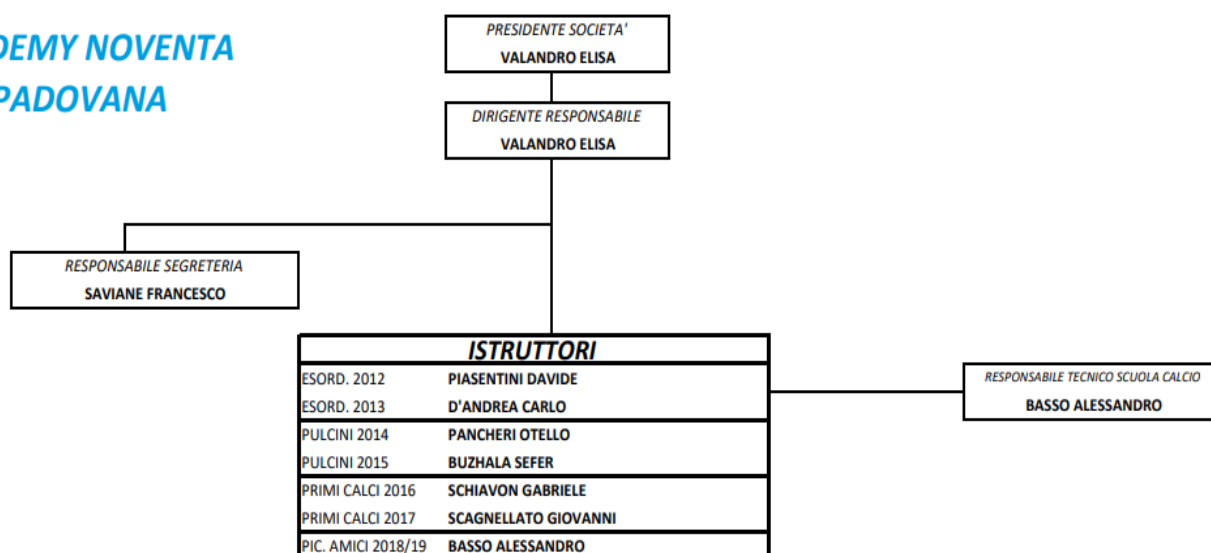 DEMY NOVENTA
PADOVANA
PRESIDENTE SOCIETA'
VALANDRO ELISA
DIRIGENTE RESPONSABILE
VALANDRO ELISA
RESPONSABILE SEGRETERIA
SAVIANE FRANCESCO
ISTRUTTORI
ESORD. 2012 PIASENTINI DAVIDE
ESORD. 2013 D'ANDREA CARLO
PULCINI 2014 PANCHERI OTELLO
PULCINI 2015 BUZHALA SEFER
PRIMI CALCI 2016 SCHIAVON GABRIELE
PRIMI CALCI 2017 SCAGNELLATO GIOVANNI
PIC. AMICI 2018/19 BASSO ALESSANDRO
RESPONSABILE TECNICO SCUOLA CALCIO
BASSO ALESSANDRO